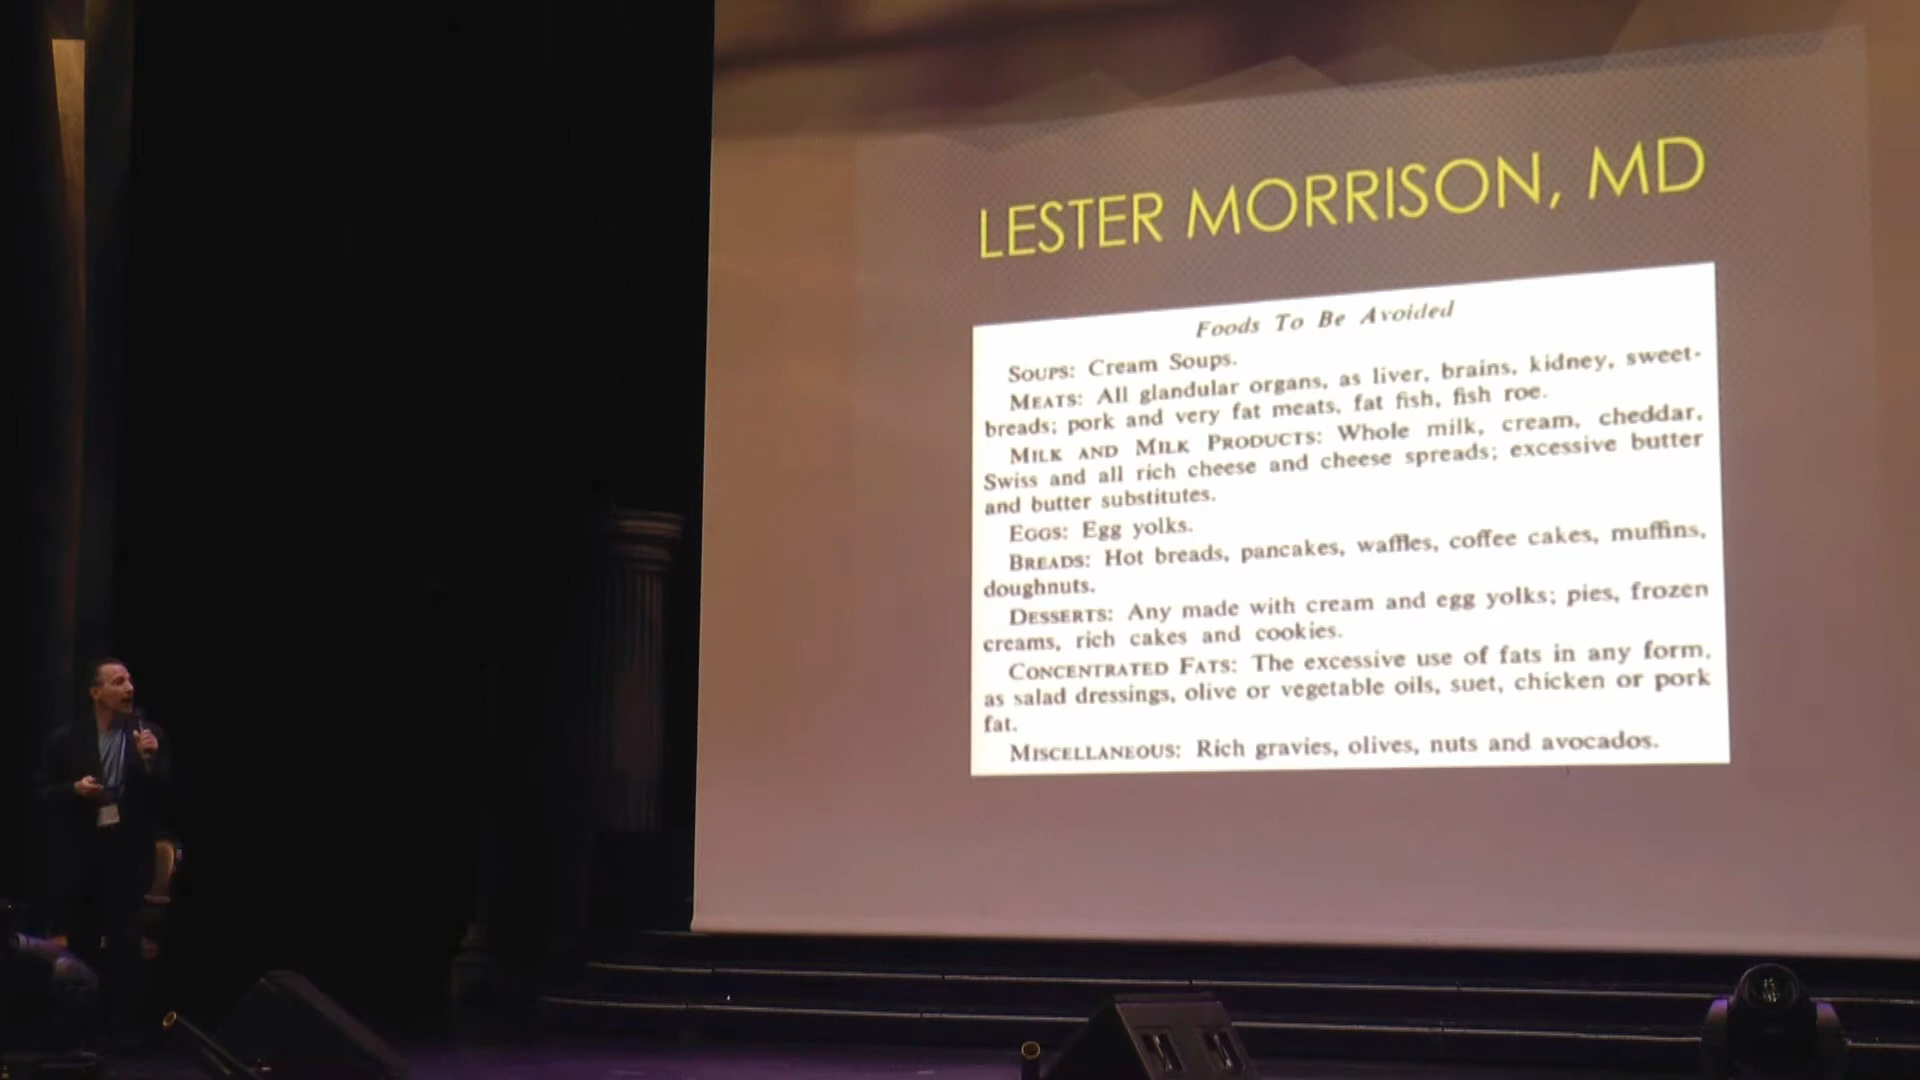 LESTER MORRISON, MD
Foods To Be Avoided
SOUPS: Cream Soups.
MEATS: All glandular organs, as liver, brains, kidney, sweet-
breads; pork and very fat meats, fat fish, fish roe.
MILK AND MILK PRODUCTS: Whole milk, cream, cheddar,
Swiss and all rich cheese and cheese spreads; excessive butter
and butter substitutes.
EGGS: Egg yolks.
BREADS: Hot breads, pancakes, waffles, coffee cakes, muffins,
doughnuts.
DESSERTS: Any made with cream and egg yolks; pies, frozen
creams, rich cakes and cookies.
CONCENTRATED FATS: The excessive use of fats in any form,
as salad dressings, olive or vegetable oils, suet, chicken or pork
fat.
MISCELLANEOUS: Rich gravies, olives, nuts and avocados.